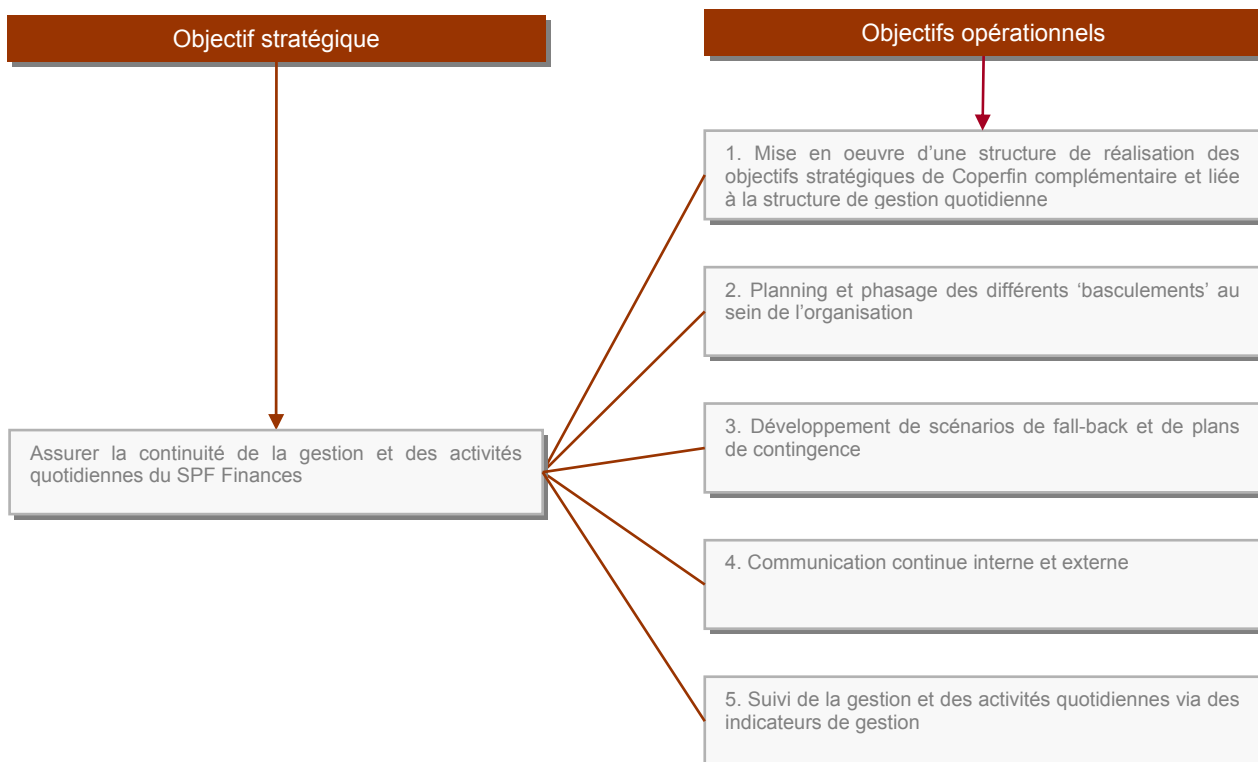 Objectif stratégique
Objectifs opérationnels
1. Mise en oeuvre d’une structure de réalisation des
objectifs stratégiques de Coperfin complémentaire et liée
à la structure de gestion quotidienne
2. Planning et phasage des différents ‘basculements’ au
sein de l’organisation
3. Développement de scénarios de fall-back et de plans
de contingence
Assurer la continuité de la gestion et des activités
quotidiennes du SPF Finances
4. Communication continue interne et externe
5. Suivi de la gestion et des activités quotidiennes via des
indicateurs de gestion